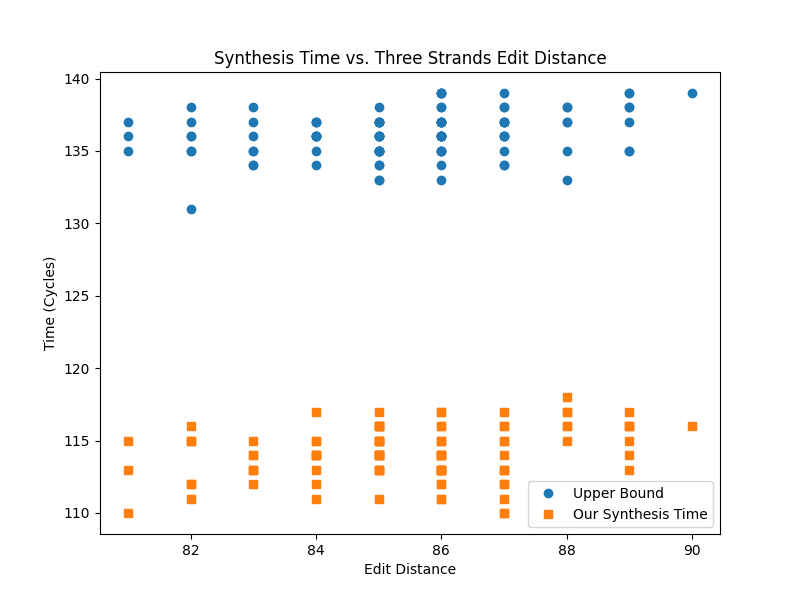 Synthesis Time vs. Three Strands Edit Distance
Time (Cycles)
140
135
130
125
120
115
110
82 84 86 88 90
Edit Distance
Upper Bound
Our Synthesis Time